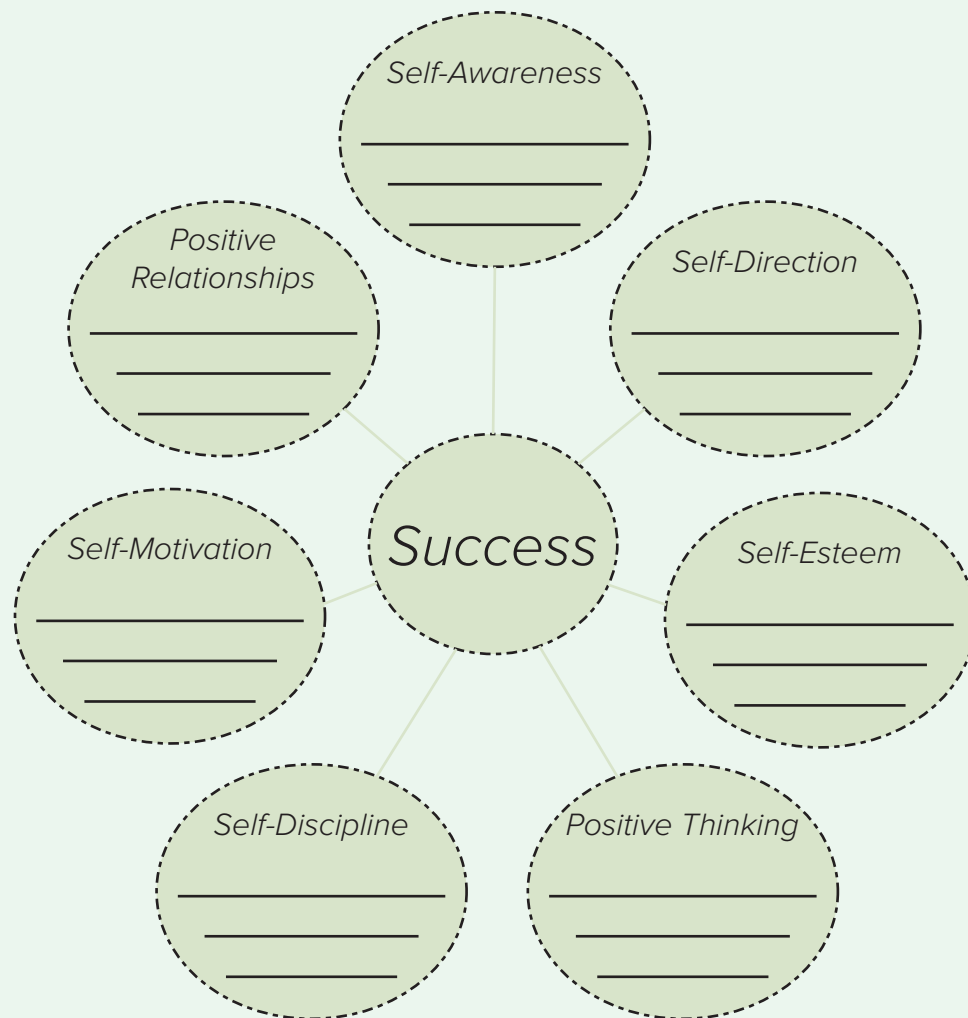 Self-Awareness
Positive
Relationships
Self-Direction
Success
Self-Motivation
Self-Esteem
Self-Discipline
Positive Thinking